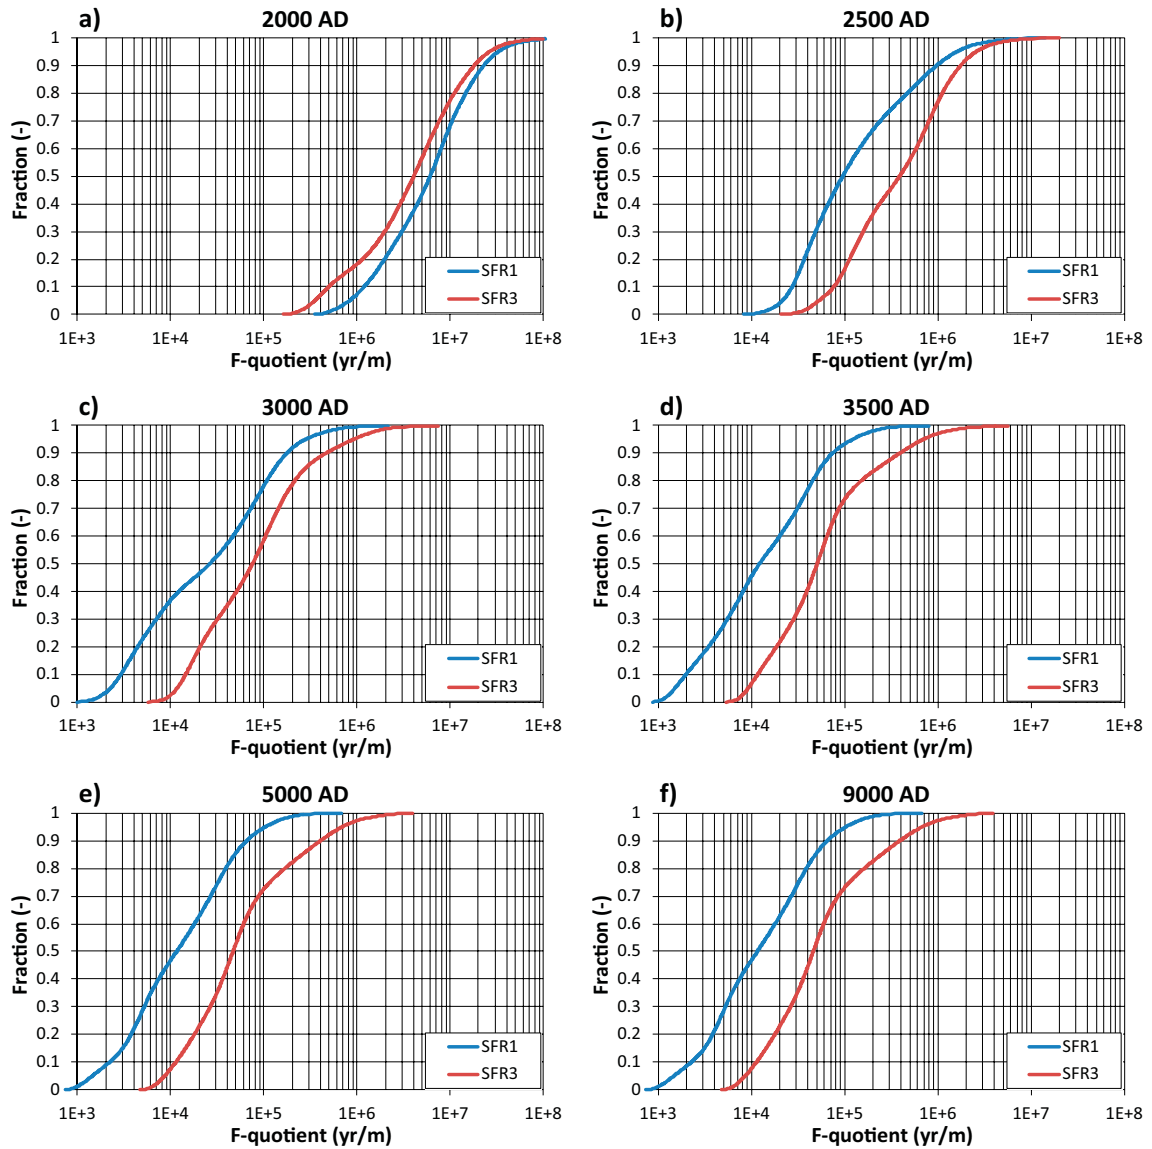 a) 2000 AD
1
0.9
0.8
0.7
0.6
0.5
0.4
0.3
0.2
0.1
0
Fraction (-)
SFR1
SFR3
1E+3 1E+4 1E+5 1E+6 1E+7 1E+8
F-quotient (yr/m)
b) 2500 AD
1
0.9
0.8
0.7
0.6
0.5
0.4
0.3
0.2
0.1
0
Fraction (-)
SFR1
SFR3
1E+3 1E+4 1E+5 1E+6 1E+7 1E+8
F-quotient (yr/m)
c) 3000 AD
1
0.9
0.8
0.7
0.6
0.5
0.4
0.3
0.2
0.1
0
Fraction (-)
SFR1
SFR3
1E+3 1E+4 1E+5 1E+6 1E+7 1E+8
F-quotient (yr/m)
d) 3500 AD
1
0.9
0.8
0.7
0.6
0.5
0.4
0.3
0.2
0.1
0
Fraction (-)
SFR1
SFR3
1E+3 1E+4 1E+5 1E+6 1E+7 1E+8
F-quotient (yr/m)
e) 5000 AD
1
0.9
0.8
0.7
0.6
0.5
0.4
0.3
0.2
0.1
0
Fraction (-)
SFR1
SFR3
1E+3 1E+4 1E+5 1E+6 1E+7 1E+8
F-quotient (yr/m)
f) 9000 AD
1
0.9
0.8
0.7
0.6
0.5
0.4
0.3
0.2
0.1
0
Fraction (-)
SFR1
SFR3
1E+3 1E+4 1E+5 1E+6 1E+7 1E+8
F-quotient (yr/m)